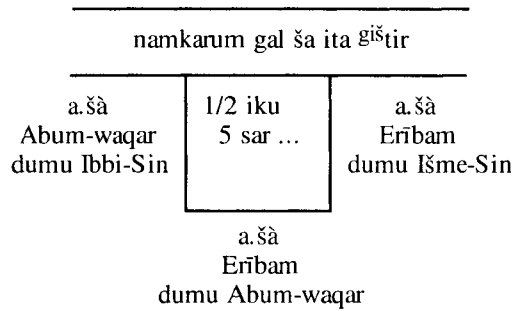 namkarum gal ša ita gištir
a.šà
Abum-waqar
dumu Ibbi-Sin
1/2 iku
5 sar ...
a.šà
Erībam
dumu Išme-Sin
a.šà
Erībam
dumu Abum-waqar